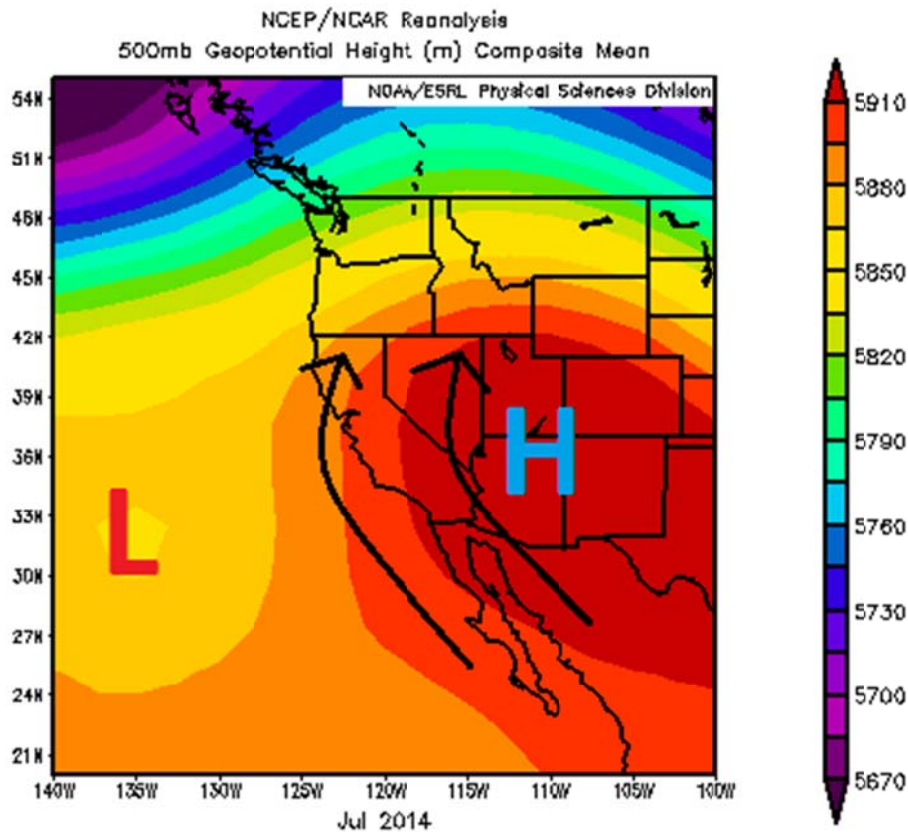 NCEP/NCAR Reanalysis
500mb Geopotential Height (m) Composite Mean
NOAA/ESRL Physical Sciences Division
54N
51N
48N
45N
42N
39N
36N
33N
30N
27N
24N
21N
L
H
140W 135W 130W 125W 120W 115W 110W 105W 100W
Jul 2014
5910
5880
5850
5820
5790
5760
5730
5700
5670